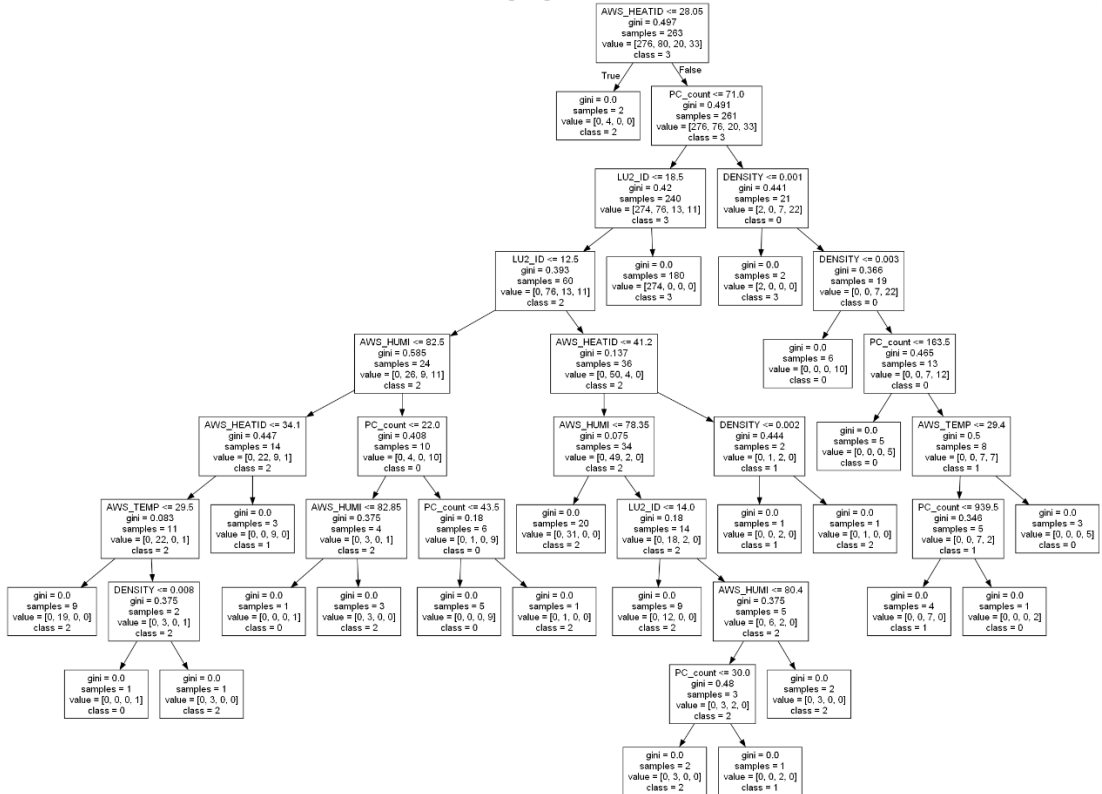 AWS_HEATID <= 28.05
gini = 0.497
samples = 263
value = [276, 80, 20, 33]
class = 3
True
False
gini = 0.0
samples = 2
value = [0, 4, 0, 0]
class = 2
PC_count <= 71.0
gini = 0.491
samples = 261
value = [276, 76, 20, 33]
class = 3
LU2_ID <= 18.5
gini = 0.42
samples = 240
value = [274, 76, 13, 11]
class = 3
DENSITY <= 0.001
gini = 0.441
samples = 21
value = [2, 0, 7, 22]
class = 0
LU2_ID <= 12.5
gini = 0.393
samples = 60
value = [0, 76, 13, 11]
class = 2
gini = 0.0
samples = 180
value = [274, 0, 0, 0]
class = 3
gini = 0.0
samples = 2
value = [2, 0, 0, 0]
class = 3
DENSITY <= 0.003
gini = 0.366
samples = 19
value = [0, 0, 7, 22]
class = 0
AWS_HUMI <= 82.5
gini = 0.585
samples = 24
value = [0, 26, 9, 11]
class = 2
AWS_HEATID <= 41.2
gini = 0.137
samples = 36
value = [0, 50, 4, 0]
class = 2
gini = 0.0
samples = 6
value = [0, 0, 0, 10]
class = 0
PC_count <= 163.5
gini = 0.465
samples = 13
value = [0, 0, 7, 12]
class = 0
AWS_HEATID <= 34.1
gini = 0.447
samples = 14
value = [0, 22, 9, 1]
class = 2
PC_count <= 22.0
gini = 0.408
samples = 10
value = [0, 4, 0, 10]
class = 0
AWS_HUMI <= 78.35
gini = 0.075
samples = 34
value = [0, 49, 2, 0]
class = 2
DENSITY <= 0.002
gini = 0.444
samples = 2
value = [0, 1, 2, 0]
class = 1
gini = 0.0
samples = 5
value = [0, 0, 0, 5]
class = 0
AWS_TEMP <= 29.4
gini = 0.5
samples = 8
value = [0, 0, 7, 7]
class = 1
AWS_TEMP <= 29.5
gini = 0.083
samples = 11
value = [0, 22, 0, 1]
class = 2
gini = 0.0
samples = 3
value = [0, 0, 9, 0]
class = 1
AWS_HUMI <= 82.85
gini = 0.375
samples = 4
value = [0, 3, 0, 1]
class = 2
PC_count <= 43.5
gini = 0.18
samples = 6
value = [0, 1, 0, 9]
class = 0
gini = 0.0
samples = 20
value = [0, 31, 0, 0]
class = 2
LU2_ID <= 14.0
gini = 0.18
samples = 14
value = [0, 18, 2, 0]
class = 2
gini = 0.0
samples = 1
value = [0, 0, 2, 0]
class = 1
gini = 0.0
samples = 1
value = [0, 1, 0, 0]
class = 2
PC_count <= 939.5
gini = 0.346
samples = 5
value = [0, 0, 7, 2]
class = 1
gini = 0.0
samples = 3
value = [0, 0, 0, 5]
class = 0
gini = 0.0
samples = 9
value = [0, 19, 0, 0]
class = 2
DENSITY <= 0.008
gini = 0.375
samples = 2
value = [0, 3, 0, 1]
class = 2
gini = 0.0
samples = 1
value = [0, 0, 0, 1]
class = 0
gini = 0.0
samples = 3
value = [0, 3, 0, 0]
class = 2
gini = 0.0
samples = 5
value = [0, 0, 0, 9]
class = 0
gini = 0.0
samples = 1
value = [0, 1, 0, 0]
class = 2
gini = 0.0
samples = 9
value = [0, 12, 0, 0]
class = 2
AWS_HUMI <= 80.4
gini = 0.375
samples = 5
value = [0, 6, 2, 0]
class = 2
gini = 0.0
samples = 4
value = [0, 0, 7, 0]
class = 1
gini = 0.0
samples = 1
value = [0, 0, 0, 2]
class = 0
gini = 0.0
samples = 1
value = [0, 0, 0, 1]
class = 0
gini = 0.0
samples = 1
value = [0, 3, 0, 0]
class = 2
PC_count <= 30.0
gini = 0.48
samples = 3
value = [0, 3, 2, 0]
class = 2
gini = 0.0
samples = 2
value = [0, 3, 0, 0]
class = 2
gini = 0.0
samples = 2
value = [0, 3, 0, 0]
class = 2
gini = 0.0
samples = 1
value = [0, 0, 2, 0]
class = 1